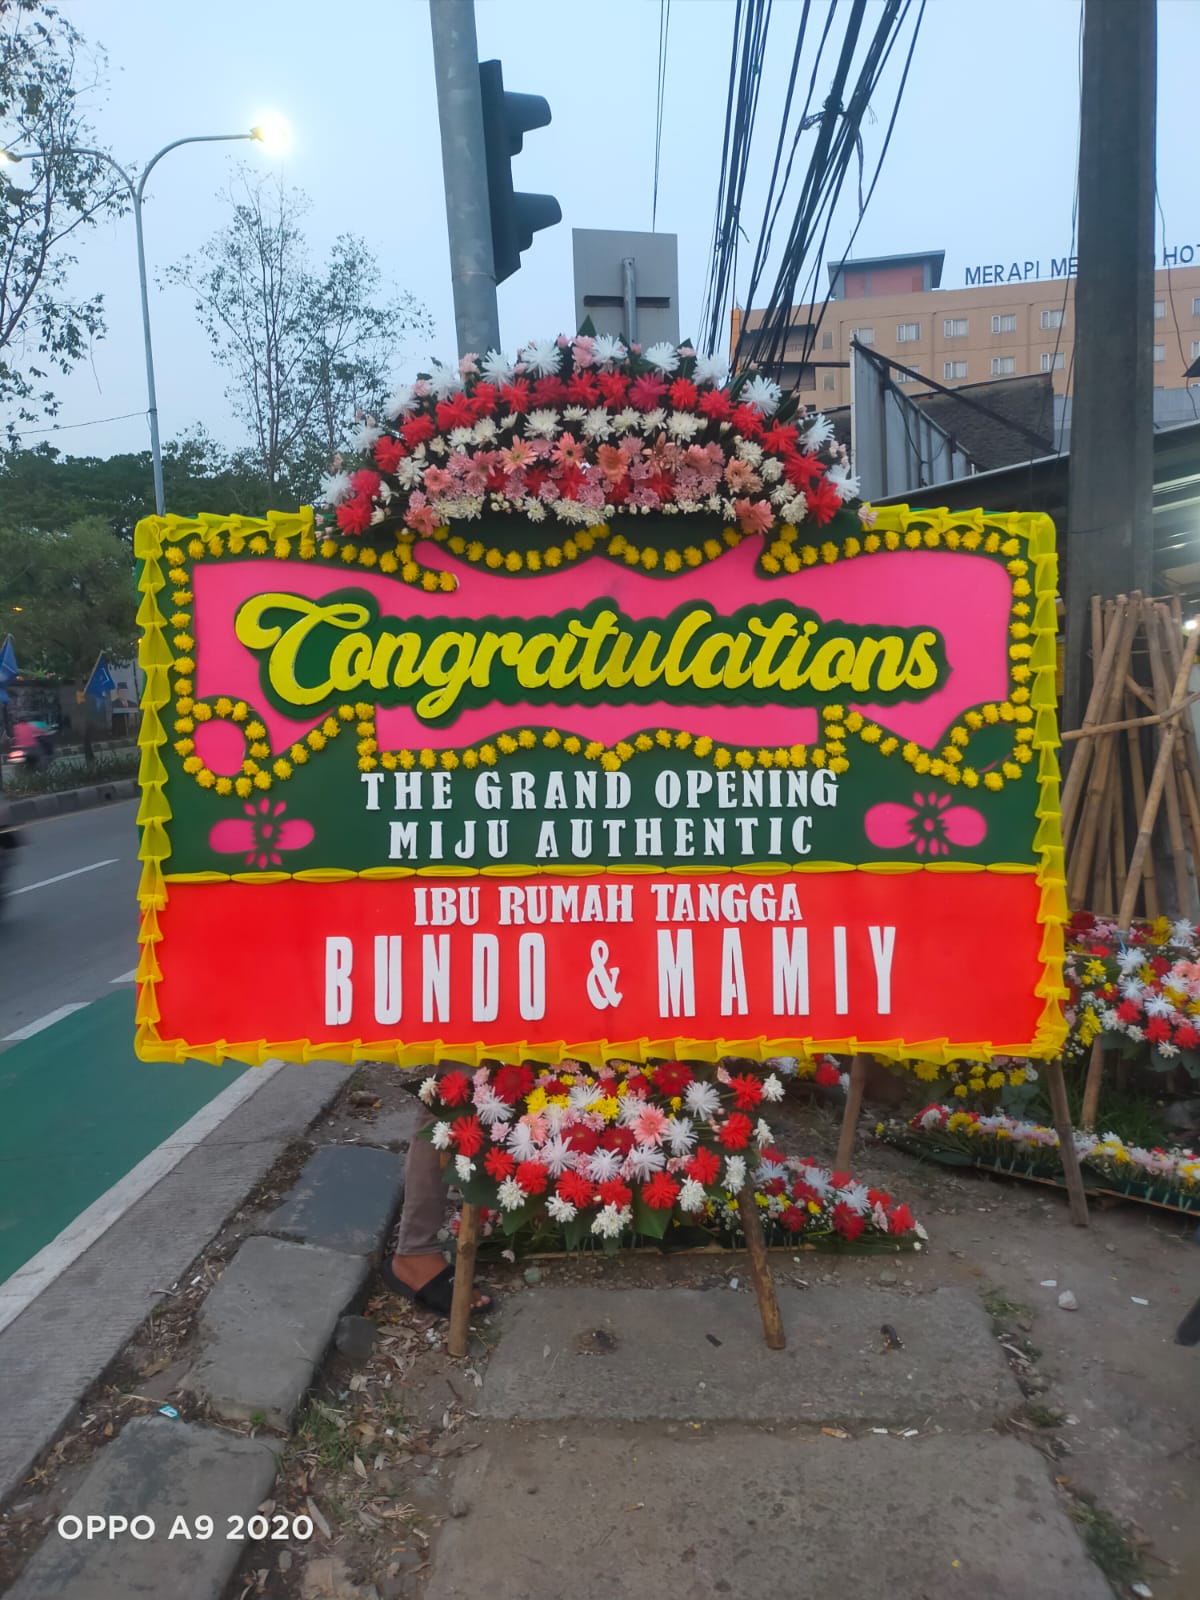 MERAPI ME
HOT
Congratulations
THE GRAND OPENING
MIJU AUTHENTIC
IBU RUMAH TANGGA
BUNDO & MAMIY
OPPO A9 2020